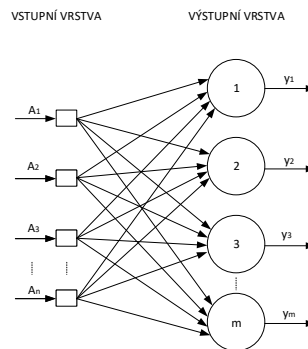 VSTUPNÍ VRSTVA
VÝSTUPNÍ VRSTVA
A1
1
y1
A2
2
y2
A3
3
y3
An
m
ym